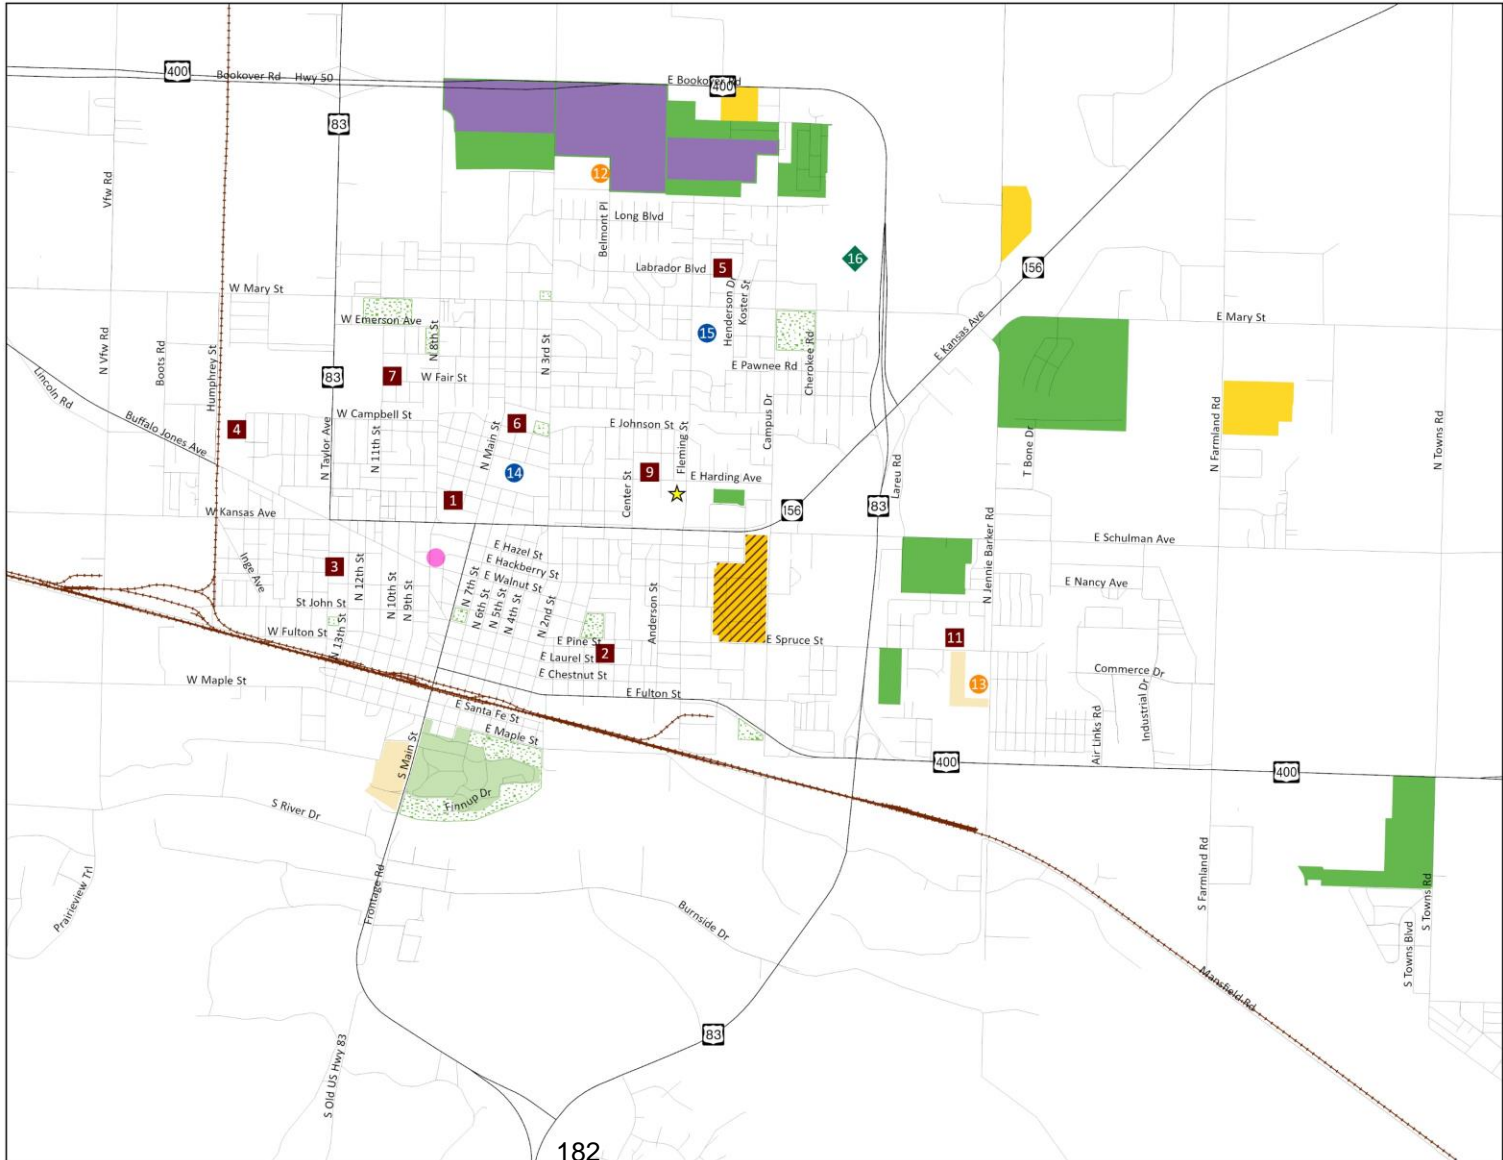 400
Bookover Rd
Hwy 50
E Bookover Rd
400
83
12
Vfw Rd
Belmont Pl
Long Blvd
16
Labrador Blvd
5
156
W Mary St
Henderson Dr
Koster St
W Emerson Ave
N 8th St
N 3rd St
15
E Mary St
N Vfw Rd
Boots Rd
Humphrey St
E Kansas Ave
E Pawnee Rd
Cherokee Rd
83
7
W Fair St
Lincoln Rd
Buffalo Jones Ave
4
W Campbell St
N Taylor Ave
N 11th St
N Main St
6
E Johnson St
Fleming St
Campus Dr
T Bone Dr
N Farmland Rd
N Towns Rd
14
Center St
9
E Harding Ave
Lareu Rd
1
W Kansas Ave
156
83
N Jennie Barker Rd
E Schulman Ave
Inge Ave
3
N 12th St
N 10th St
N 9th St
E Hazel St
E Hackberry St
E Walnut St
N 7th St
N 6th St
N 5th St
N 4th St
N 2nd St
Anderson St
E Nancy Ave
St John St
W Fulton St
N 13th St
E Pine St
E Laurel St
2
E Chestnut St
E Spruce St
11
13
Commerce Dr
Industrial Dr
Air Links Rd
W Maple St
E Fulton St
E Santa Fe St
E Maple St
S Main St
400
400
Finnup Dr
S River Dr
Prairieview Trl
Frontage Rd
Burnside Dr
S Farmland Rd
S Towns Rd
S Towns Blvd
Mansfield Rd
83
S Old US Hwy 83
182